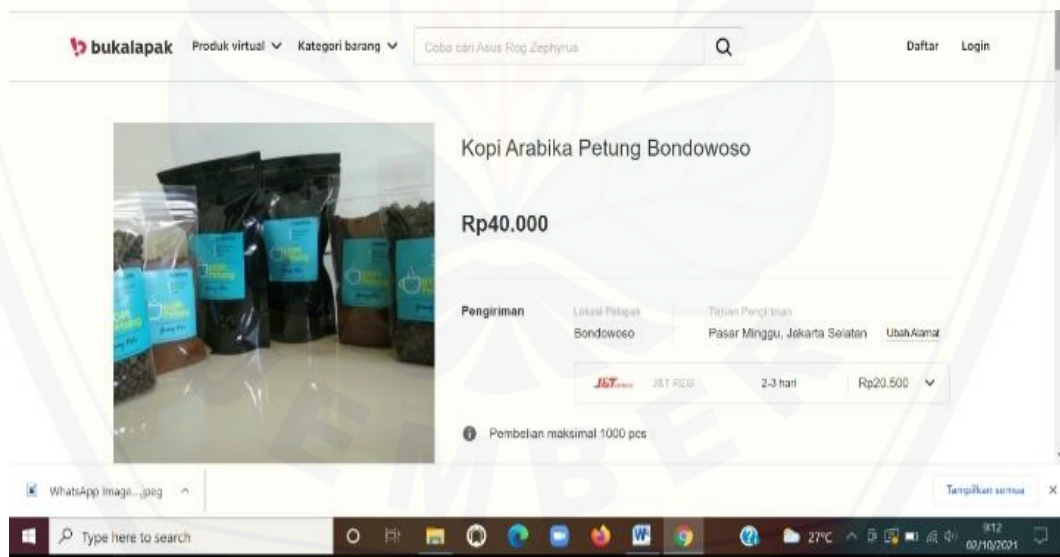 bukalapak Produk virtual Kategori barang Coba cari Asus Rog Zephyrus Daftar Login
Kopi Arabika Petung Bondowoso
Rp40.000
Pengiriman Lokasi Pelapak Tujuan Pengiriman
Bondowoso Pasar Minggu, Jakarta Selatan Ubah Alamat
J&T J&T REG 2-3 hari Rp20.500
Pembelian maksimal 1000 pcs
WhatsApp Image....jpeg Tampilkan semua
Type here to search 27°C 9:12
02/10/2021